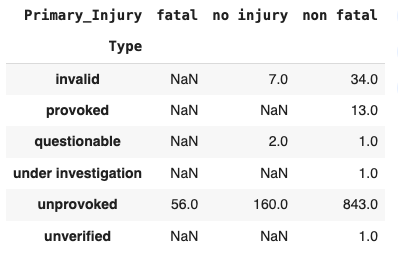 Primary_Injury fatal no injury non fatal
Type
invalid NaN 7.0 34.0
provoked NaN NaN 13.0
questionable NaN 2.0 1.0
under investigation NaN NaN 1.0
unprovoked 56.0 160.0 843.0
unverified NaN NaN 1.0